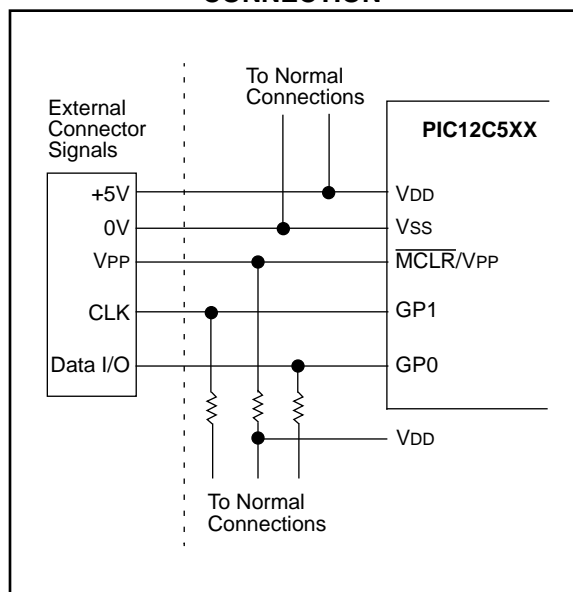 CONNECTION
To Normal
Connections
External
Connector
Signals
PIC12C5XX
+5V
VDD
0V
VSS
VPP
MCLR/VPP
CLK
GP1
Data I/O
GP0
VDD
To Normal
Connections